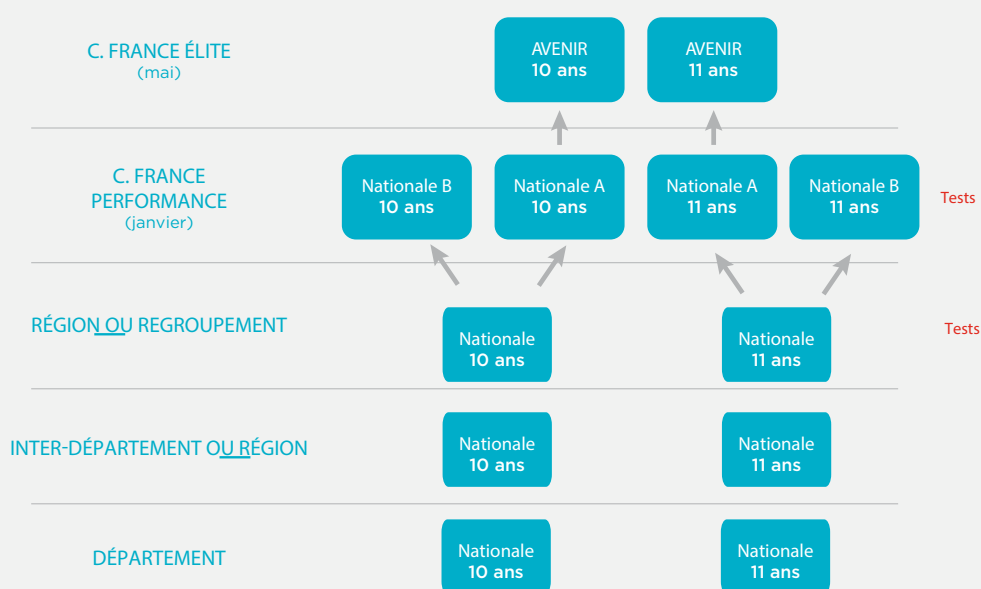 C. FRANCE ÉLITE
(mai)
AVENIR
10 ans
AVENIR
11 ans
C. FRANCE
PERFORMANCE
(janvier)
Nationale B
10 ans
Nationale A
10 ans
Nationale A
11 ans
Nationale B
11 ans
Tests
RÉGION OU REGROUPEMENT
Nationale
10 ans
Nationale
11 ans
Tests
INTER-DÉPARTEMENT OU RÉGION
Nationale
10 ans
Nationale
11 ans
DÉPARTEMENT
Nationale
10 ans
Nationale
11 ans